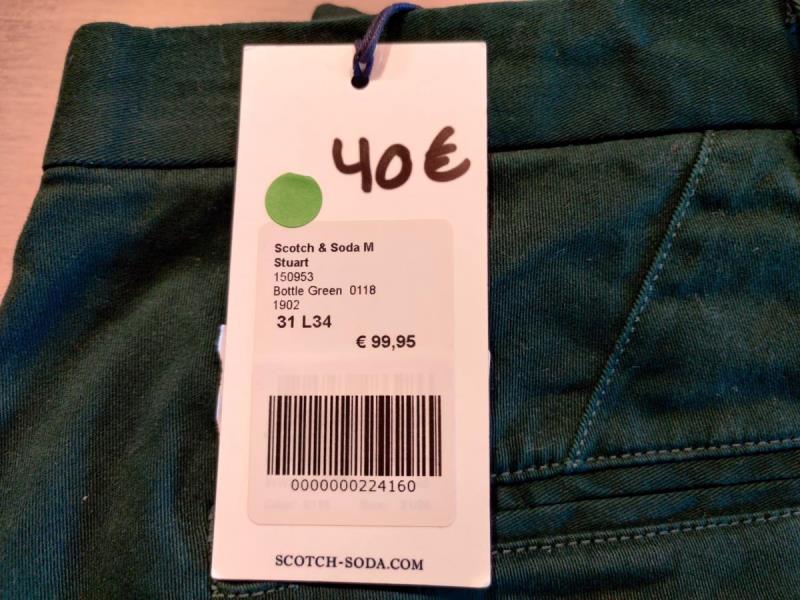 40€
Scotch & Soda M
Stuart
150953
Bottle Green 0118
1902
31 L34
€ 99,95
0000000224160
SCOTCH-SODA.COM